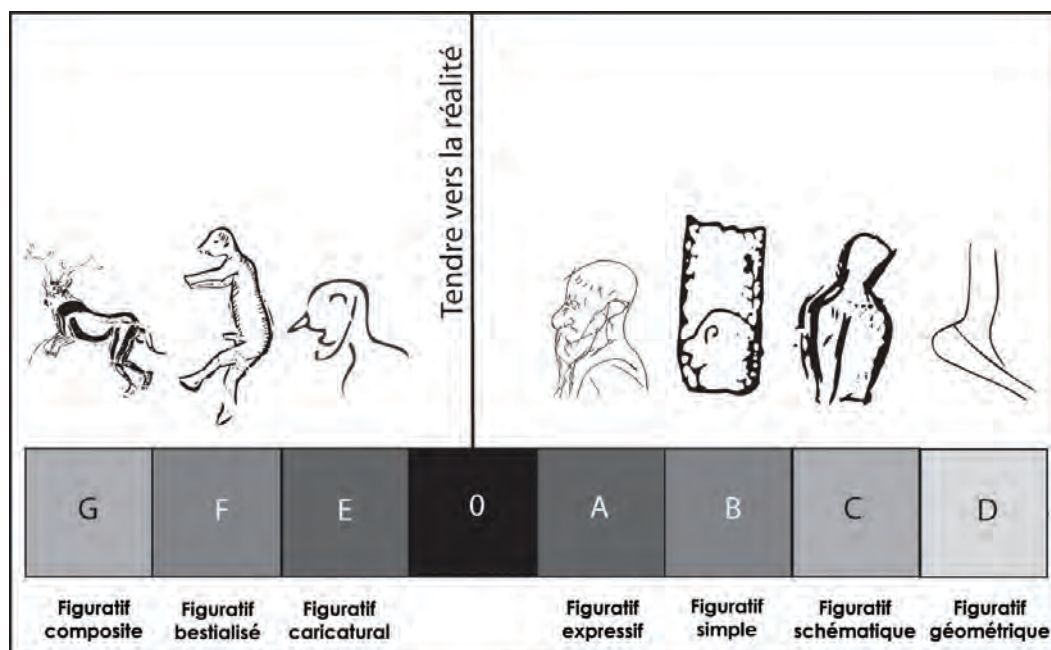 Tendre vers la réalité
G
F
E
0
A
B
C
D
Figuratif
composite
Figuratif
bestialisé
Figuratif
caricatural
Figuratif
expressif
Figuratif
simple
Figuratif
schématique
Figuratif
géométrique